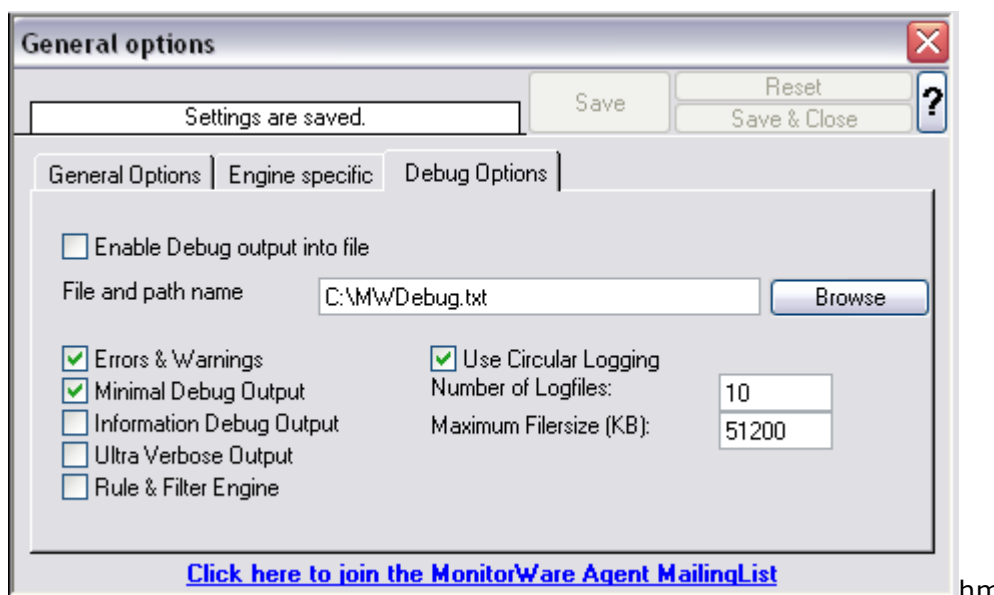 General options
Settings are saved.
Save
Reset
Save & Close
?
General Options
Engine specific
Debug Options
Enable Debug output into file
File and path name
C:\MWDebug.txt
Browse
Errors & Warnings
Use Circular Logging
Minimal Debug Output
Number of Logfiles:
10
Information Debug Output
Maximum Filersize (KB):
51200
Ultra Verbose Output
Rule & Filter Engine
Click here to join the MonitorWare Agent MailingList